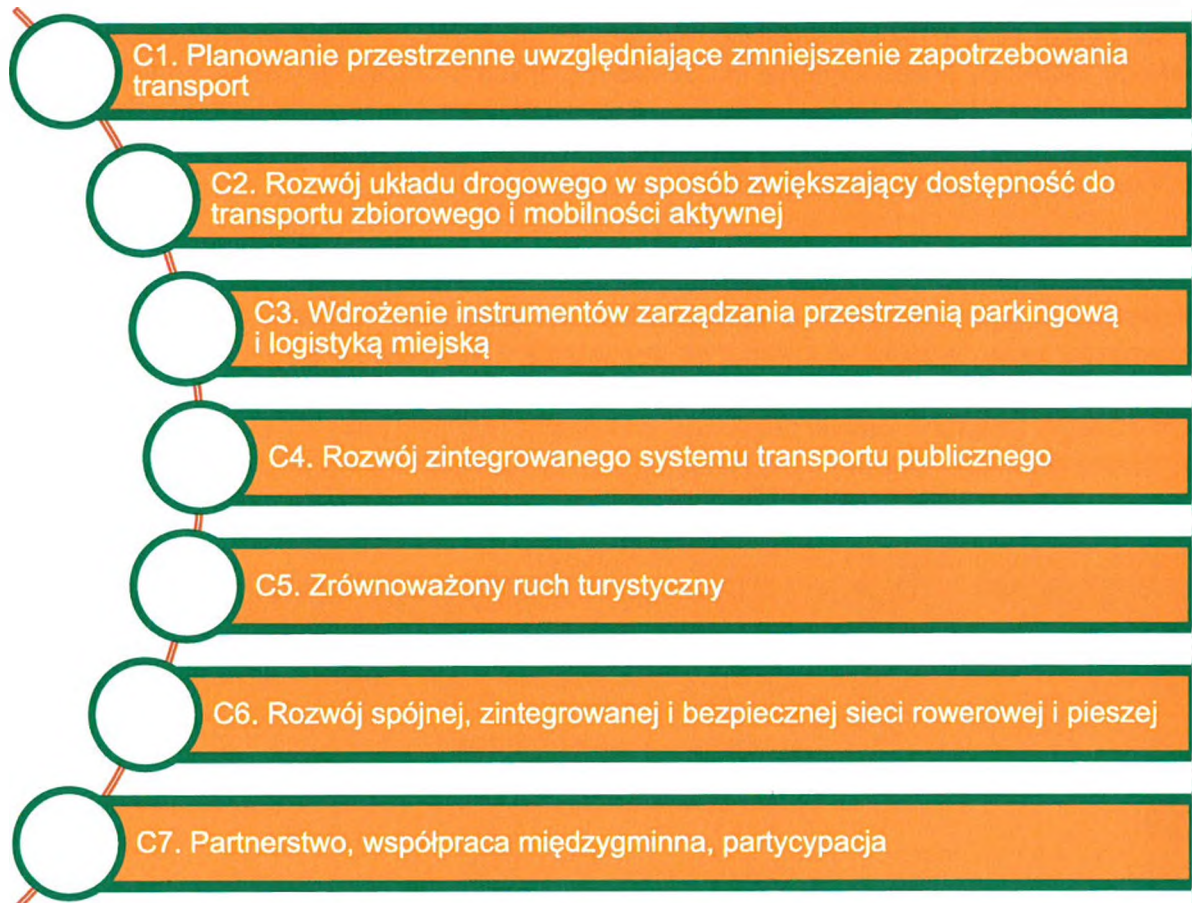 C1. Planowanie przestrzenne uwzględniające zmniejszenie zapotrzebowania
transport
C2. Rozwój układu drogowego w sposób zwiększający dostępność do
transportu zbiorowego i mobilności aktywnej
C3. Wdrożenie instrumentów zarządzania przestrzenią parkingową
i logistyką miejską
C4. Rozwój zintegrowanego systemu transportu publicznego
C5. Zrównoważony ruch turystyczny
C6. Rozwój spójnej, zintegrowanej i bezpiecznej sieci rowerowej i pieszej
C7. Partnerstwo, współpraca międzygminna, partycypacja